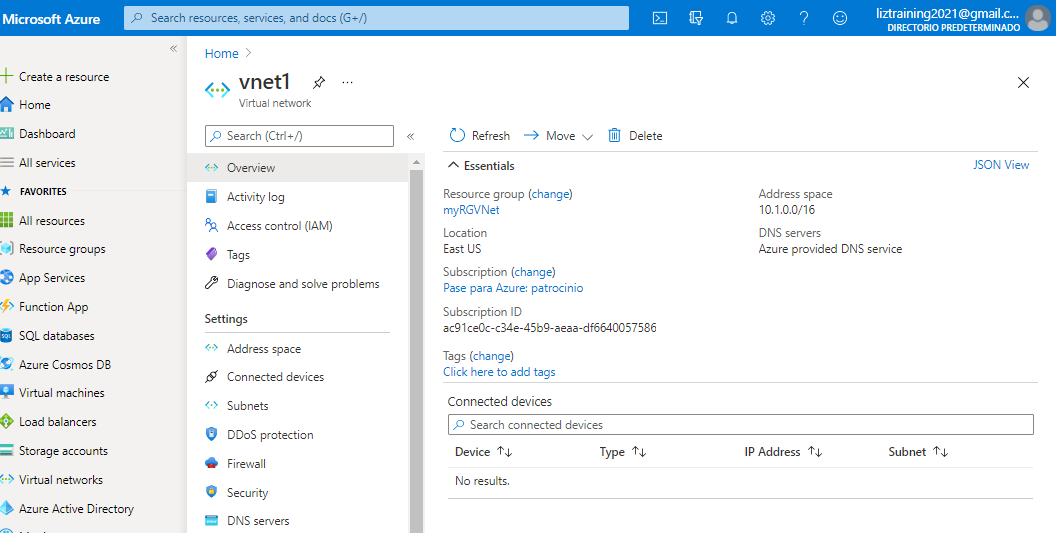 Microsoft Azure
Search resources, services, and docs (G+/)
liztraining2021@gmail.c...
DIRECTORIO PREDETERMINADO
«
Create a resource
Home
Dashboard
All services
FAVORITES
All resources
Resource groups
App Services
Function App
SQL databases
Azure Cosmos DB
Virtual machines
Load balancers
Storage accounts
Virtual networks
Azure Active Directory
Home >
vnet1 ...
Virtual network
Search (Ctrl+/)
«
Overview
Activity log
Access control (IAM)
Tags
Diagnose and solve problems
Settings
Address space
Connected devices
Subnets
DDoS protection
Firewall
Security
DNS servers
Refresh Move Delete
Essentials JSON View
Resource group (change)
myRGVNet
Location
East US
Subscription (change)
Pase para Azure: patrocinio
Subscription ID
ac91ce0c-c34e-45b9-aeaa-df6640057586
Tags (change)
Click here to add tags
Address space
10.1.0.0/16
DNS servers
Azure provided DNS service
Connected devices
Search connected devices
Device Type IP Address Subnet
No results.